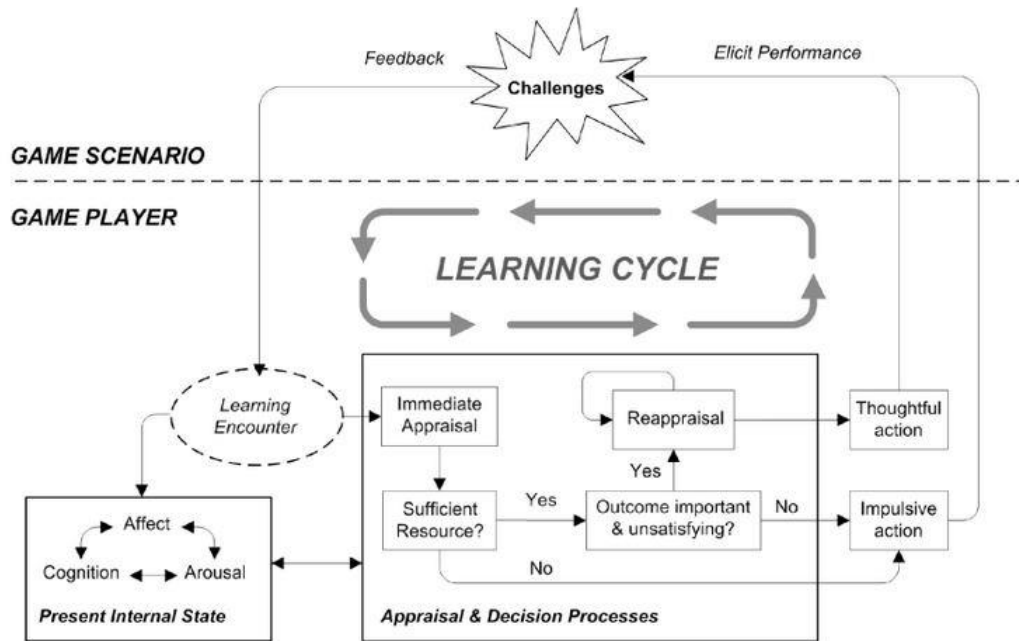 Feedback
Elicit Performance
Challenges
GAME SCENARIO
GAME PLAYER
LEARNING CYCLE
Learning
Encounter
Immediate
Appraisal
Reappraisal
Thoughtful
action
Yes
Sufficient
Resource?
Yes
Outcome important
& unsatisfying?
No
Impulsive
action
No
Affect
Cognition
Arousal
Present Internal State
Appraisal & Decision Processes